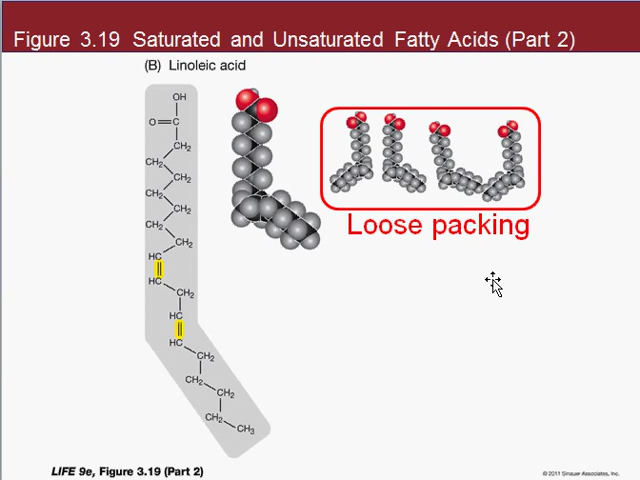 Figure 3.19 Saturated and Unsaturated Fatty Acids (Part 2)
(B) Linoleic acid
OH
O
C
CH2
CH2
CH2
CH2
CH2
CH2
CH2
HC
HC
CH2
HC
HC
CH2
CH2
CH2
CH2
CH3
Loose packing
LIFE 9e, Figure 3.19 (Part 2)
© 2011 Sinauer Associates, Inc.